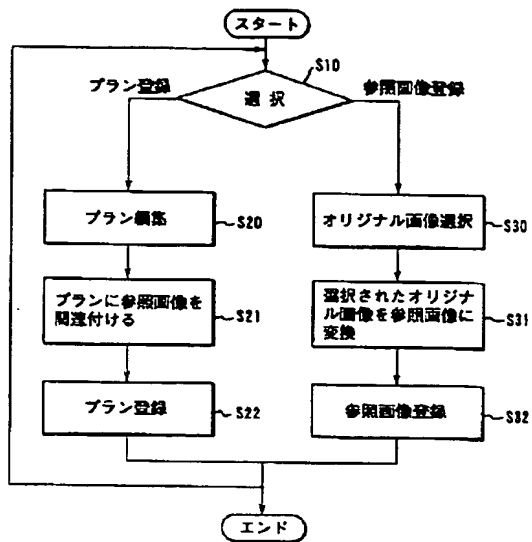 スタート
S10
選択
プラン登録
参照画像登録
プラン編集
S20
オリジナル画像選択
S30
プランに参照画像を
関連付ける
S21
選択されたオリジ
ナル画像を参照画像に
変換
S31
プラン登録
S22
参照画像登録
S32
エンド